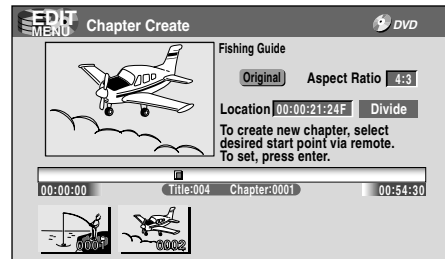 EDIT
MENU
Chapter Create
DVD
Fishing Guide
Original
Aspect Ratio 4:3
Location 00:00:21:24F Divide
To create new chapter, select
desired start point via remote.
To set, press enter.
00:00:00 Title:004 Chapter:0001 00:54:30
0001 0002